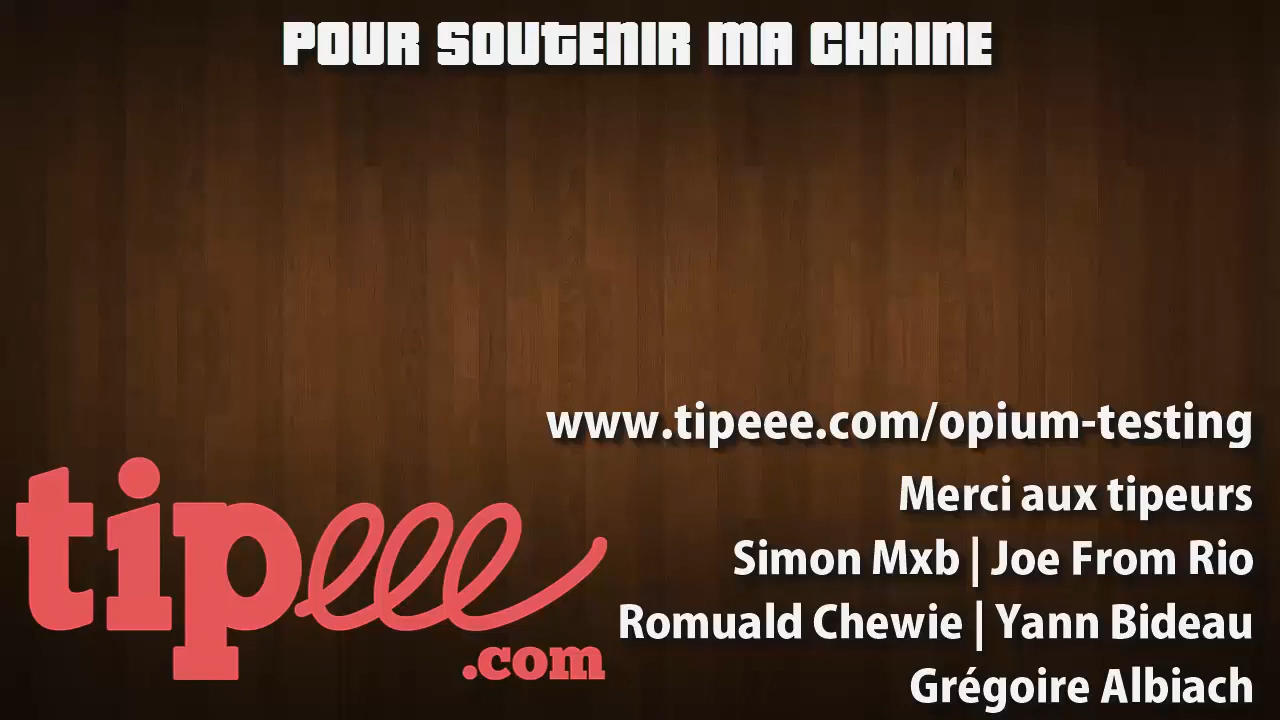 POUR SOUTENIR MA CHAINE
www.tipeee.com/opium-testing
Merci aux tipeurs
Simon Mxb | Joe From Rio
Romuald Chewie | Yann Bideau
Grégoire Albiach
tipeee
.com